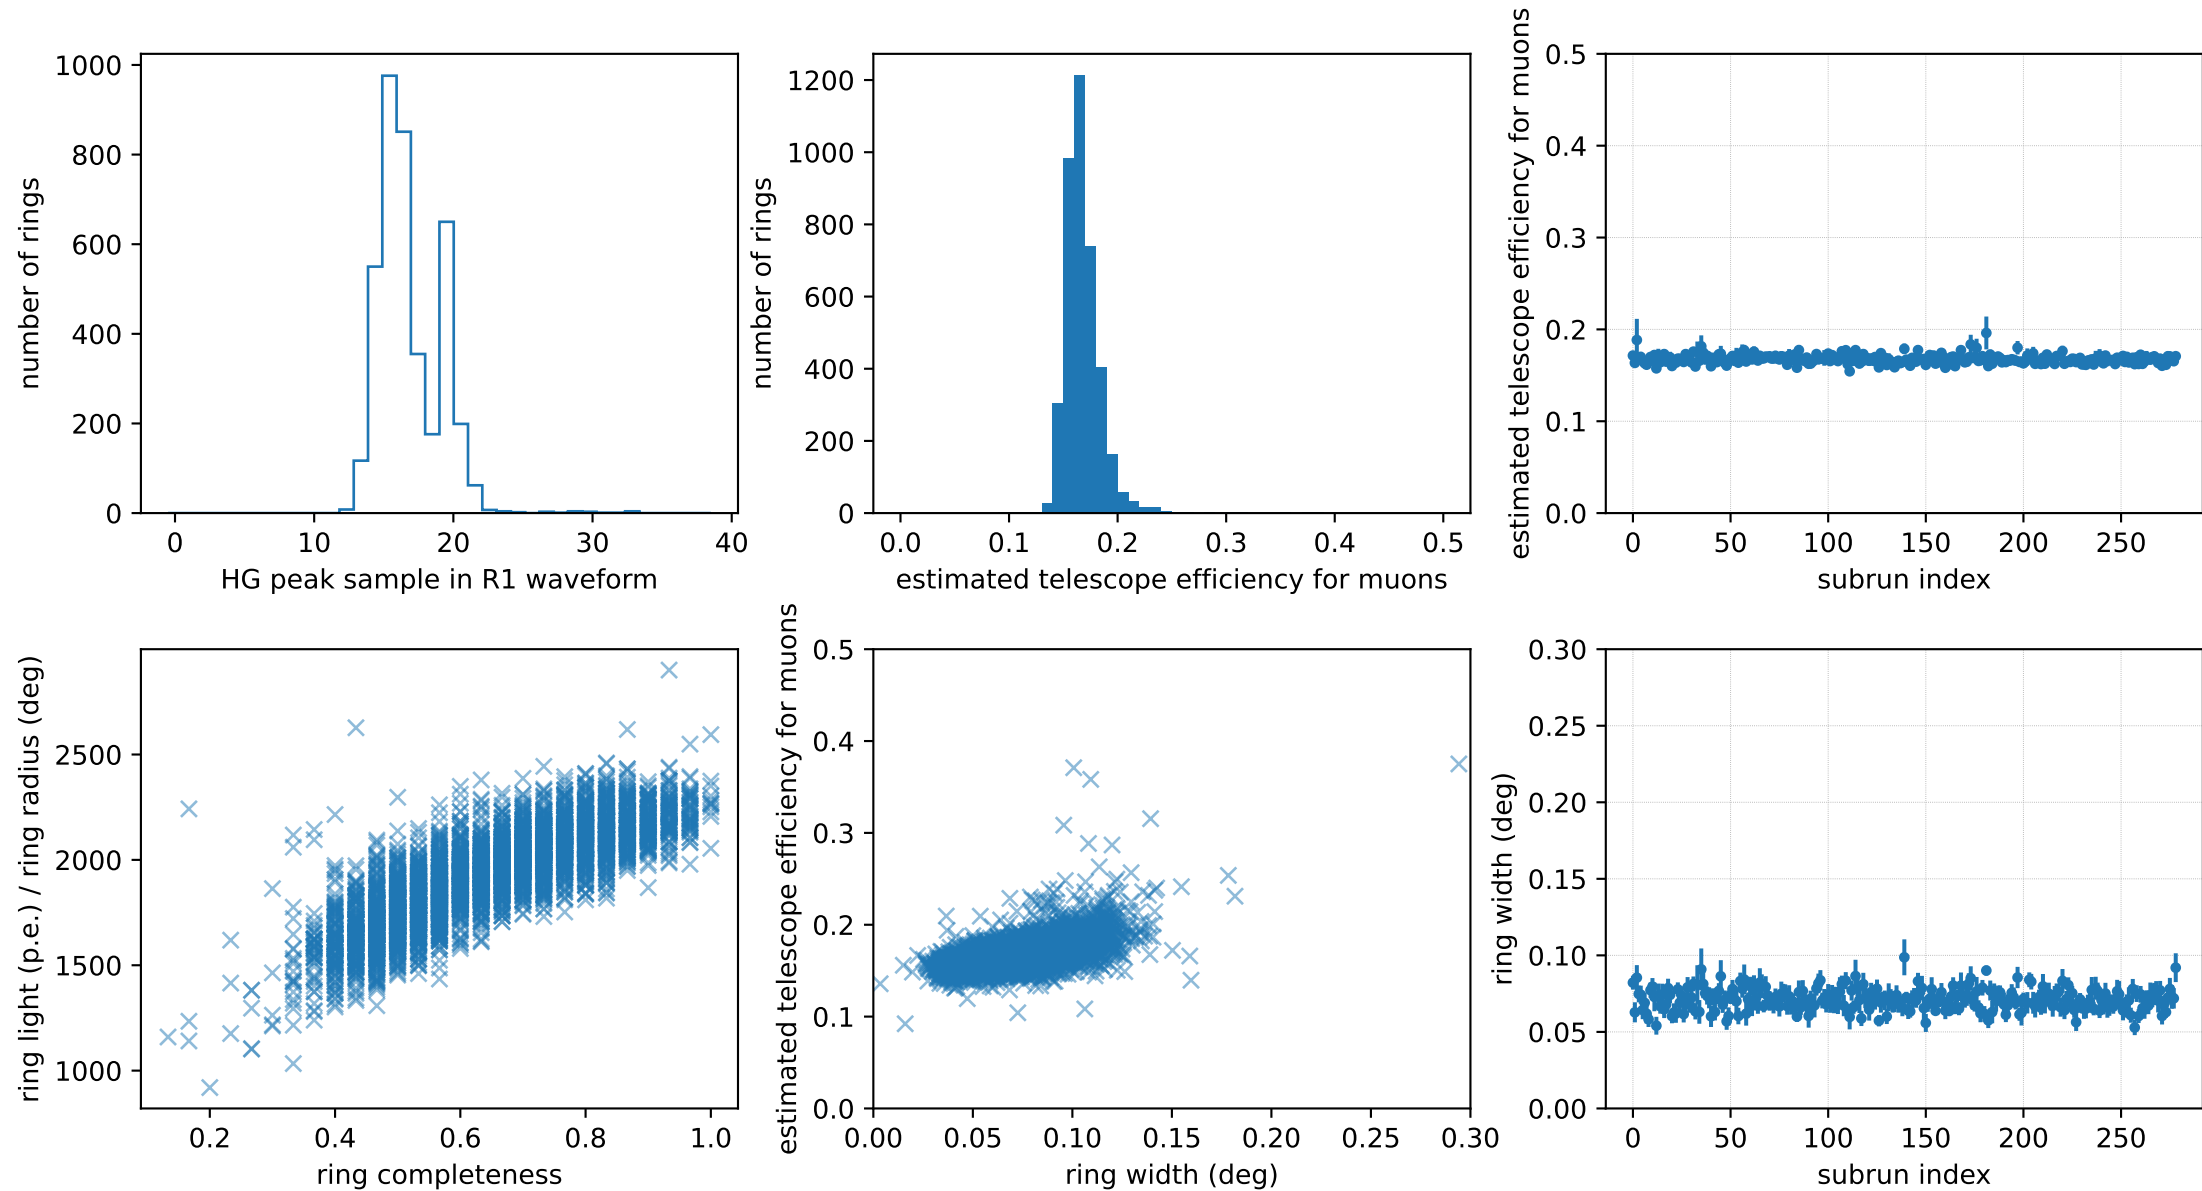 number of rings
1000
800
600
400
200
0
0 10 20 30 40
HG peak sample in R1 waveform
number of rings
1200
1000
800
600
400
200
0
0.0 0.1 0.2 0.3 0.4 0.5
estimated telescope efficiency for muons
estimated telescope efficiency for muons
0.5
0.4
0.3
0.2
0.1
0.0
0 50 100 150 200 250
subrun index
ring light (p.e.) / ring radius (deg)
2500
2000
1500
1000
0.2 0.4 0.6 0.8 1.0
ring completeness
estimated telescope efficiency for muons
0.5
0.4
0.3
0.2
0.1
0.0
0.00 0.05 0.10 0.15 0.20 0.25 0.30
ring width (deg)
ring width (deg)
0.30
0.25
0.20
0.15
0.10
0.05
0.00
0 50 100 150 200 250
subrun index